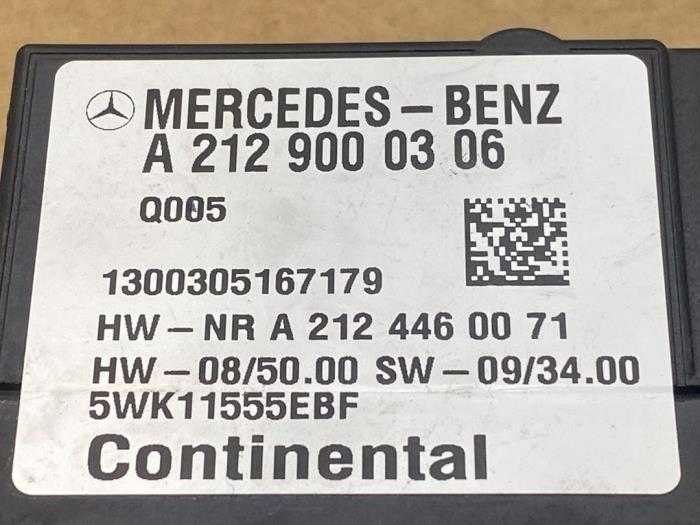 MERCEDES-BENZ
A 212 900 03 06
Q005
1300305167179
HW-NR A 212 446 00 71
HW-08/50.00 SW-09/34.00
5WK11555EBF
Continental